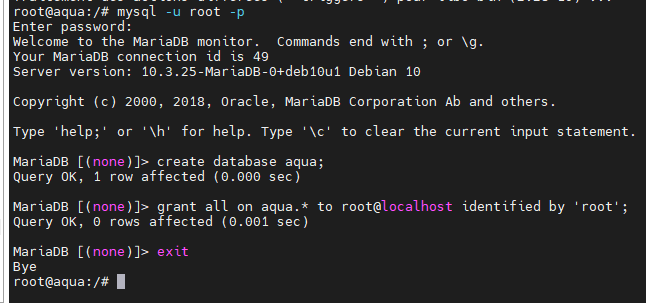 root@aqua:/# mysql -u root -p
Enter password:
Welcome to the MariaDB monitor.  Commands end with ; or \g.
Your MariaDB connection id is 49
Server version: 10.3.25-MariaDB-0+deb10u1 Debian 10
Copyright (c) 2000, 2018, Oracle, MariaDB Corporation Ab and others.
Type 'help;' or '\h' for help. Type '\c' to clear the current input statement.
MariaDB [(none)]> create database aqua;
Query OK, 1 row affected (0.000 sec)
MariaDB [(none)]> grant all on aqua.* to root@localhost identified by 'root';
Query OK, 0 rows affected (0.001 sec)
MariaDB [(none)]> exit
Bye
root@aqua:/#